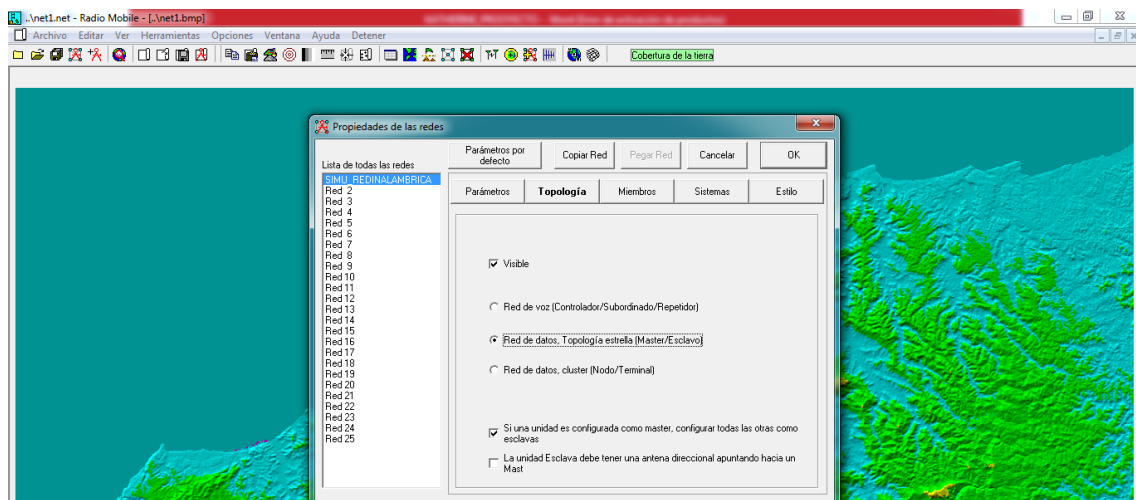 ..\net1.net - Radio Mobile - [..\net1.bmp]
Archivo Editar Ver Herramientas Opciones Ventana Ayuda Detener
Cobertura de la tierra
Propiedades de las redes
Lista de todas las redes
Parámetros por
defecto
Copiar Red
Pegar Red
Cancelar
OK
SIMU_REDINALAMBRICA
Red 2
Red 3
Red 4
Red 5
Red 6
Red 7
Red 8
Red 9
Red 10
Red 11
Red 12
Red 13
Red 14
Red 15
Red 16
Red 17
Red 18
Red 19
Red 20
Red 21
Red 22
Red 23
Red 24
Red 25
Parámetros
Topología
Miembros
Sistemas
Estilo
Visible
Red de voz (Controlador/Subordinado/Repetidor)
Red de datos, Topología estrella (Master/Esclavo)
Red de datos, cluster (Nodo/Terminal)
Si una unidad es configurada como master, configurar todas las otras como
esclavas
La unidad Esclava debe tener una antena direccional apuntando hacia un
Mast